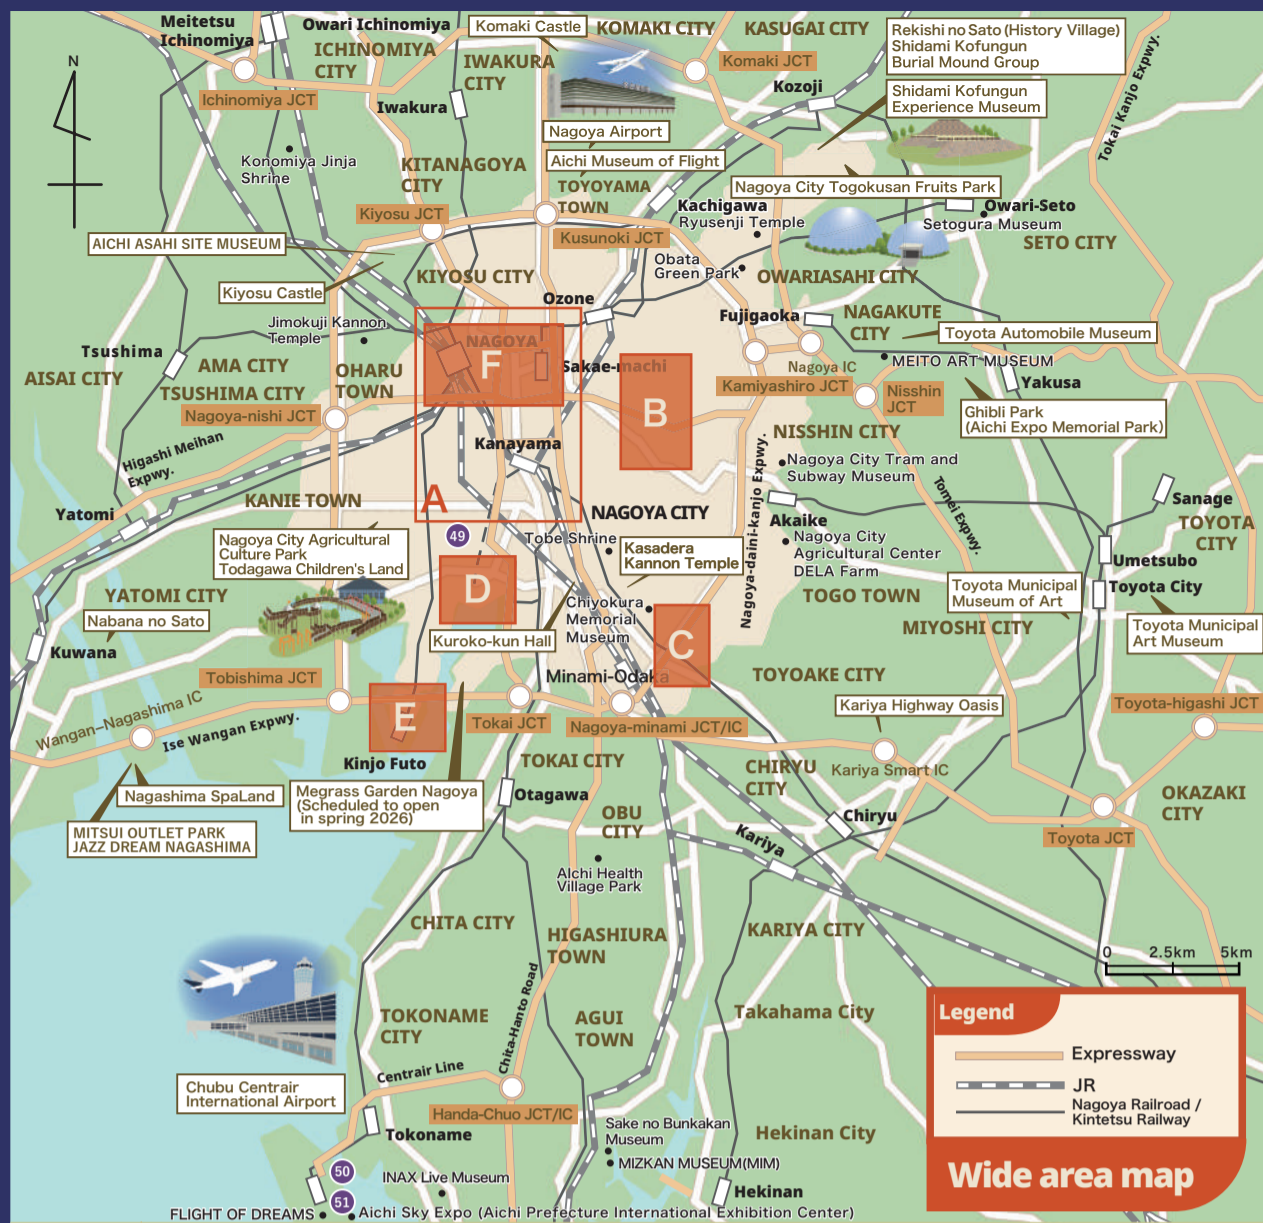 Meitetsu
Ichinomiya
Owari Ichinomiya
Komaki Castle
KOMAKI CITY
KASUGAI CITY
Rekishi no Sato (History Village)
Shidami Kofungun
Burial Mound Group
ICHINOMIYA
CITY
IWAKURA
CITY
Komaki JCT
Tokai Kanjo Expwy.
N
Ichinomiya JCT
Iwakura
Kozoji
Shidami Kofungun
Experience Museum
Nagoya Airport
Konomiya Jinja
Shrine
KITANAGOYA
CITY
Aichi Museum of Flight
TOYOYAMA
TOWN
Nagoya City Togokusan Fruits Park
Kachigawa
Ryusenji Temple
Owari-Seto
Setogura Museum
Kiyosu JCT
Kusunoki JCT
SETO CITY
AICHI ASAHI SITE MUSEUM
Obata
Green Park
KIYOSU CITY
OWARIASAHI CITY
Kiyosu Castle
Ozone
Jimokuji Kannon
Temple
Fujigaoka
NAGAKUTE
CITY
Toyota Automobile Museum
Tsushima
AMA CITY
AISAI CITY
TSUSHIMA CITY
OHARU
TOWN
NAGOYA
F
Sakae-machi
Nagoya IC
MEITO ART MUSEUM
Yakusa
Kamiyashiro JCT
Nisshin
JCT
Nagoya-nishi JCT
B
Ghibli Park
(Aichi Expo Memorial Park)
NISSHIN CITY
Higashi Meihan
Expwy.
Kanayama
Nagoya City Tram and
Subway Museum
Nagoya-daini-kanjo Expwy.
Tomei Expwy.
KANIE TOWN
A
Yatomi
NAGOYA CITY
Akaike
Sanage
TOYOTA
CITY
Nagoya City Agricultural
Culture Park
Todagawa Children's Land
49
Tobe Shrine
Kasadera
Kannon Temple
Nagoya City
Agricultural Center
DELA Farm
Umetsubo
Toyota City
YATOMI CITY
D
TOGO TOWN
Toyota Municipal
Museum of Art
Nabana no Sato
Chiyokura
Memorial
Museum
C
MIYOSHI CITY
Toyota Municipal
Art Museum
Kuwana
Kuroko-kun Hall
Minami-Odaka
TOYOAKE CITY
Tobishima JCT
Kariya Highway Oasis
Toyota-higashi JCT
Wangan-Nagashima IC
Ise Wangan Expwy.
E
Tokai JCT
Nagoya-minami JCT/IC
Kinjo Futo
TOKAI CITY
CHIRYU
CITY
Kariya Smart IC
Nagashima SpaLand
Megrass Garden Nagoya
(Scheduled to open
in spring 2026)
Otagawa
OKAZAKI
CITY
MITSUI OUTLET PARK
JAZZ DREAM NAGASHIMA
OBU
CITY
Chiryu
Kariya
Toyota JCT
AIchi Health
Village Park
CHITA CITY
HIGASHIURA
TOWN
KARIYA CITY
0 2.5km 5km
Chita-Hanto Road
TOKONAME
CITY
AGUI
TOWN
Takahama City
Legend
Expressway
Centrair Line
JR
Chubu Centrair
International Airport
Nagoya Railroad /
Kintetsu Railway
Handa-Chuo JCT/IC
Tokoname
Sake no Bunkakan
Museum
Hekinan City
MIZKAN MUSEUM(MIM)
50
INAX Live Museum
Wide area map
51
Hekinan
FLIGHT OF DREAMS
Aichi Sky Expo (Aichi Prefecture International Exhibition Center)